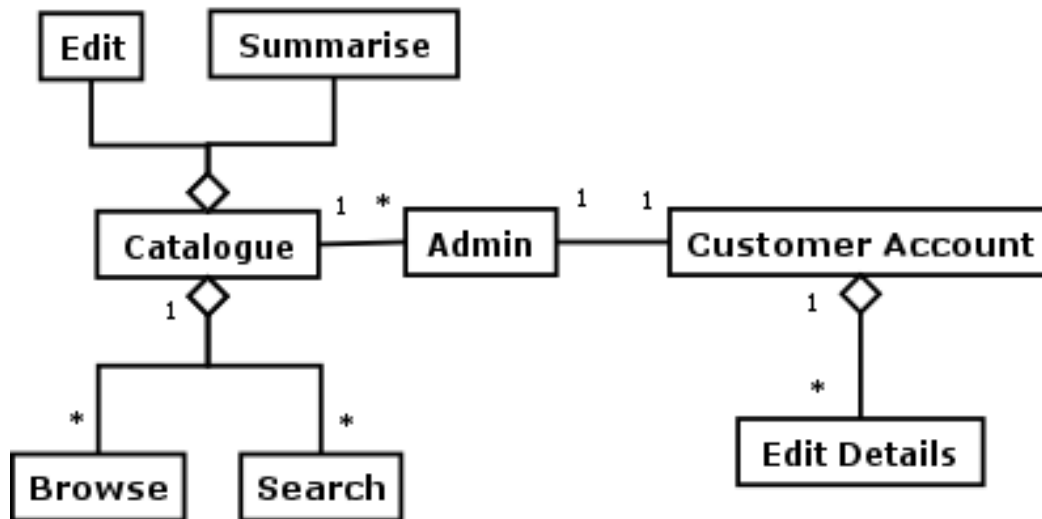 Edit
Summarise
Catalogue
1
*
Admin
1
1
Customer Account
1
1
*
*
*
Browse
Search
Edit Details